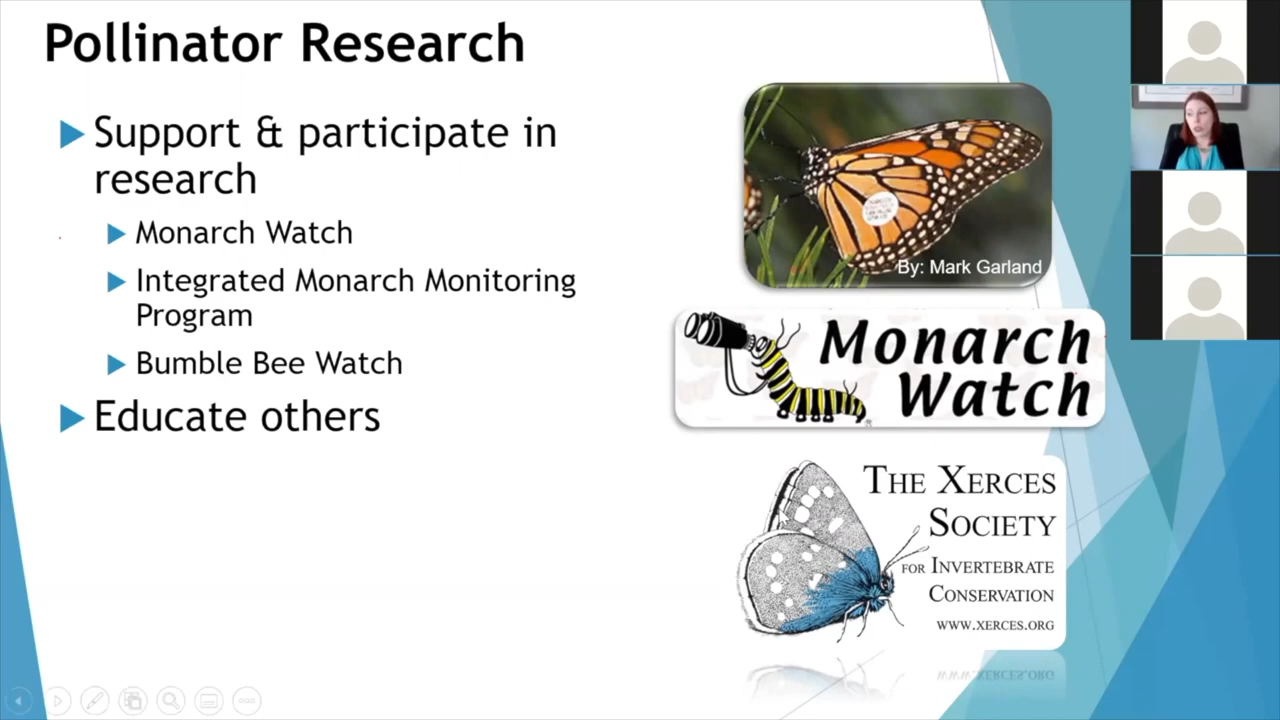 Pollinator Research
Support & participate in
research
Monarch Watch
Integrated Monarch Monitoring
Program
Bumble Bee Watch
Educate others
By: Mark Garland
Monarch
Watch
THE XERCES
SOCIETY
FOR INVERTEBRATE
CONSERVATION
WWW.XERCES.ORG